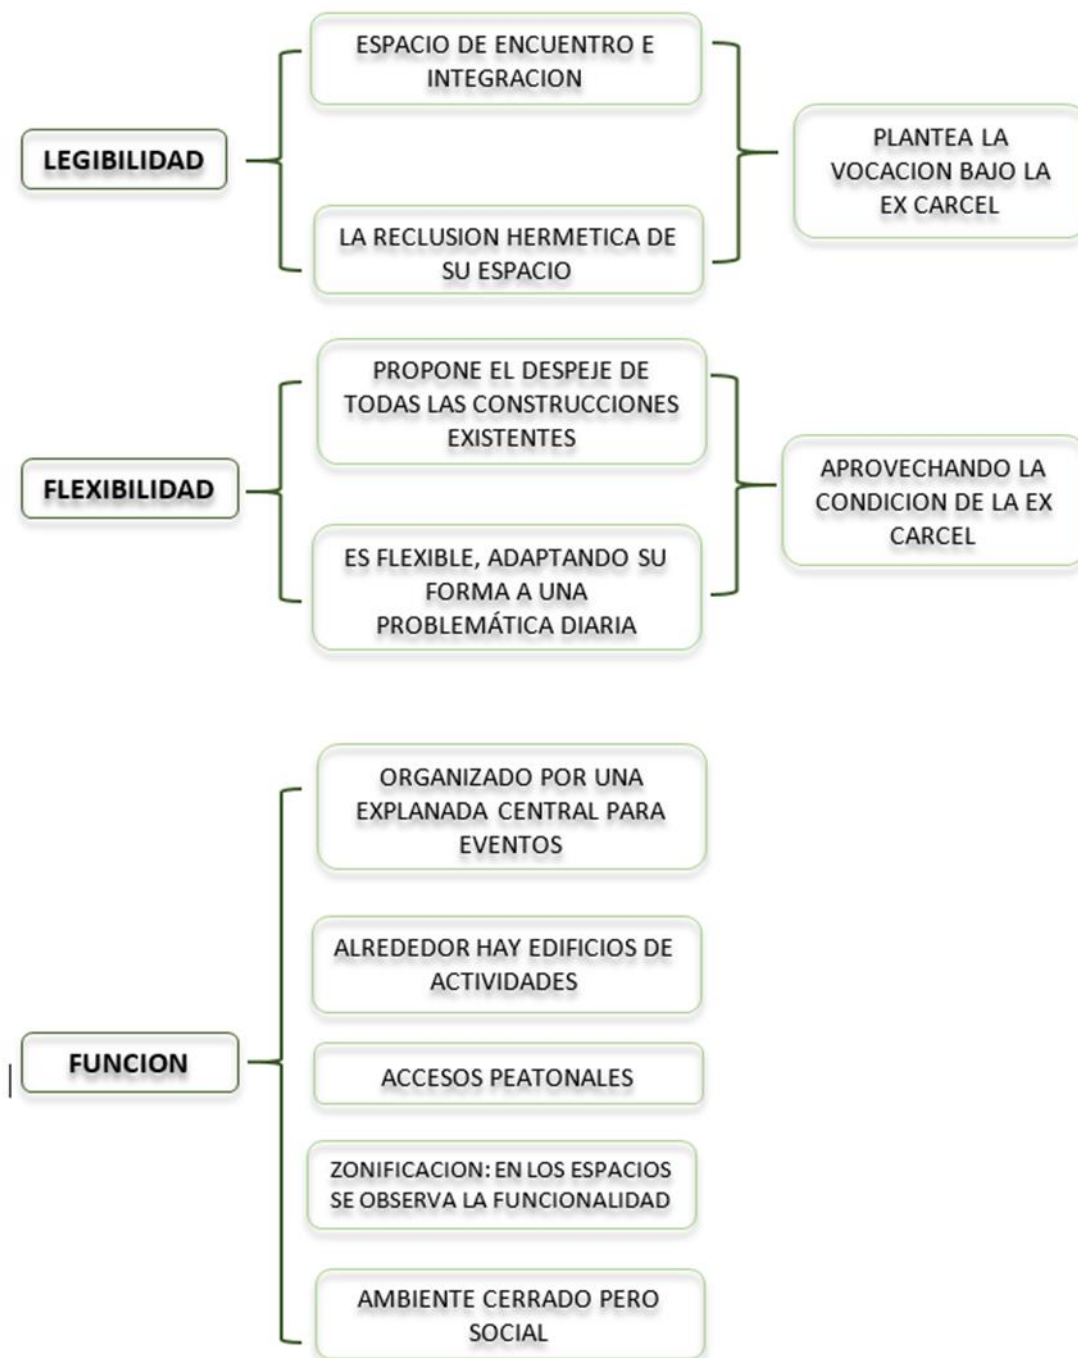 LEGIBILIDAD
ESPACIO DE ENCUENTRO E
INTEGRACION
LA RECLUSION HERMETICA DE
SU ESPACIO
PLANTEA LA
VOCACION BAJO LA
EX CARCEL
FLEXIBILIDAD
PROPONE EL DESPEJE DE
TODAS LAS CONSTRUCCIONES
EXISTENTES
ES FLEXIBLE, ADAPTANDO SU
FORMA A UNA
PROBLEMÁTICA DIARIA
APROVECHANDO LA
CONDICION DE LA EX
CARCEL
FUNCION
ORGANIZADO POR UNA
EXPLANADA CENTRAL PARA
EVENTOS
ALREDEDOR HAY EDIFICIOS DE
ACTIVIDADES
ACCESOS PEATONALES
ZONIFICACION: EN LOS ESPACIOS
SE OBSERVA LA FUNCIONALIDAD
AMBIENTE CERRADO PERO
SOCIAL